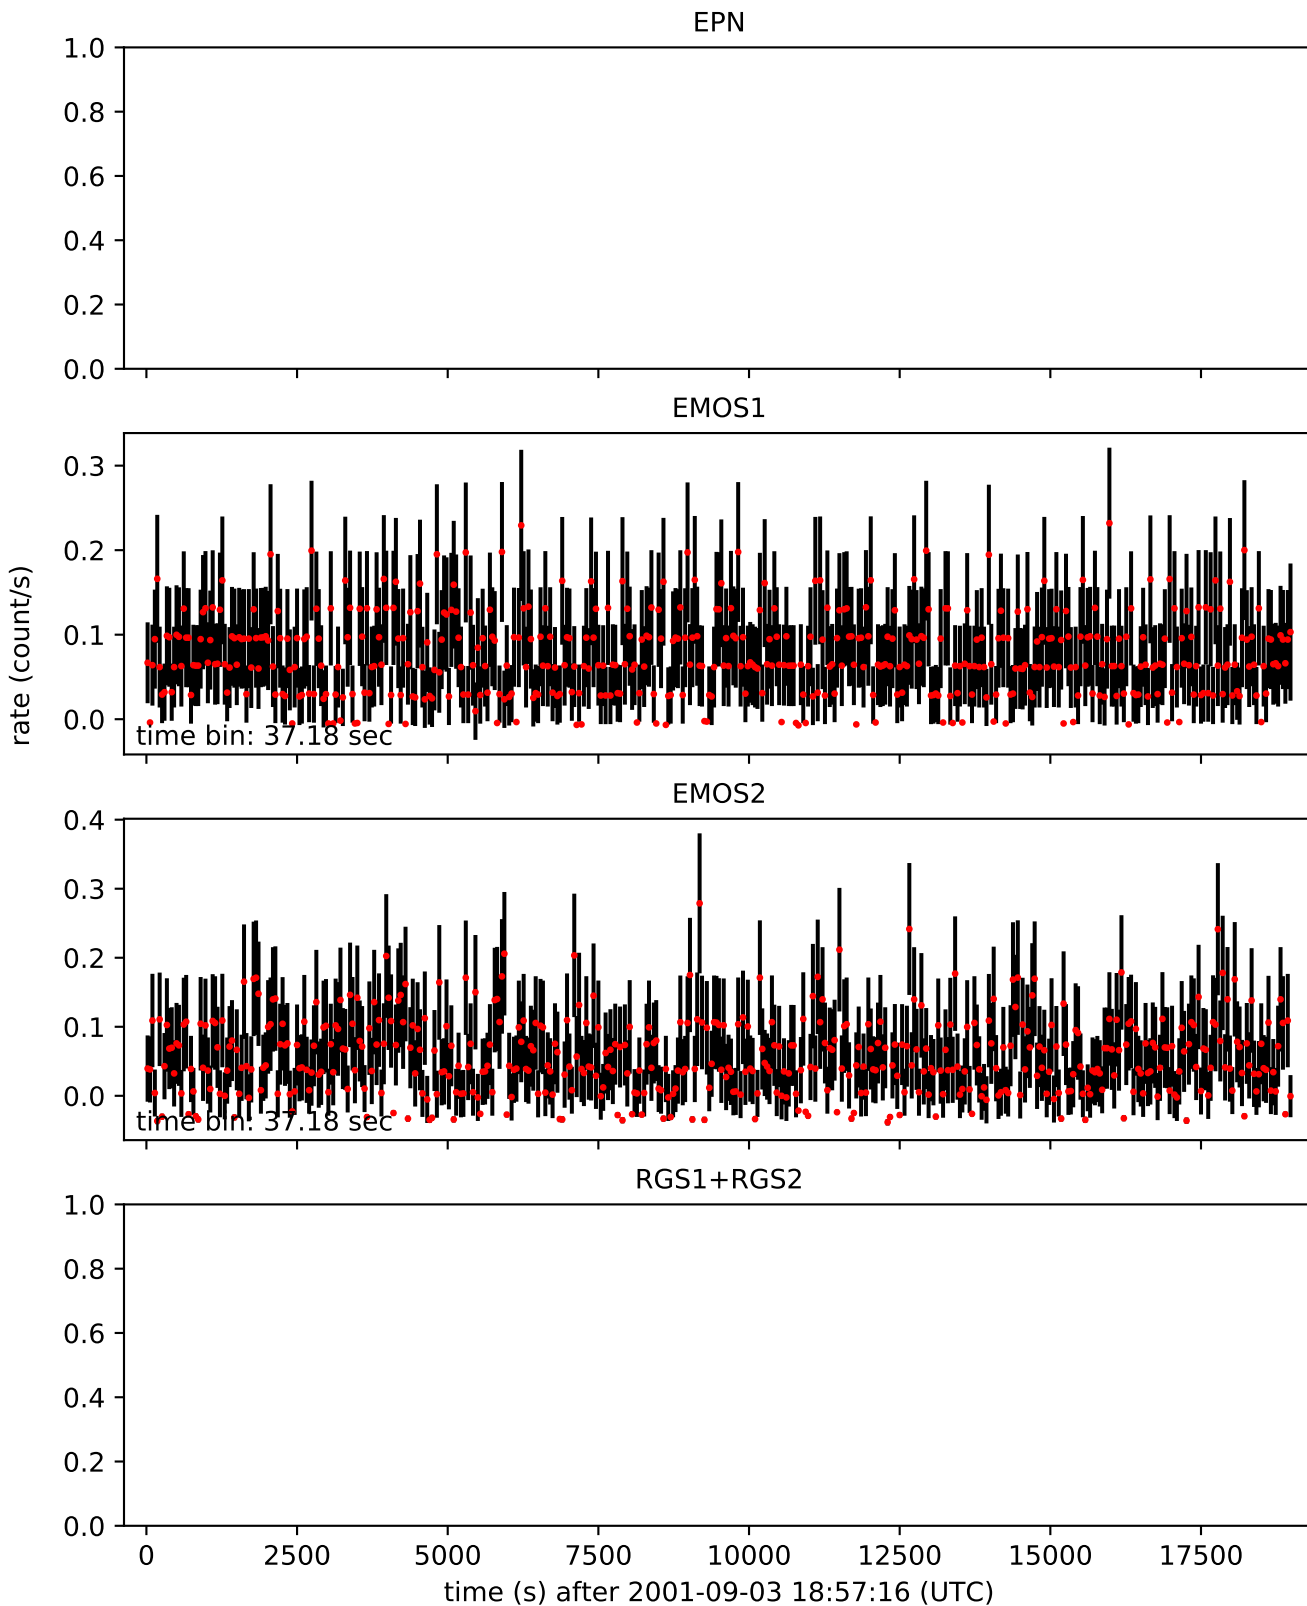 EPN
1.0
0.8
0.6
0.4
0.2
0.0
EMOS1
0.3
0.2
0.1
0.0
time bin: 37.18 sec
rate (count/s)
EMOS2
0.4
0.3
0.2
0.1
0.0
time bin: 37.18 sec
RGS1+RGS2
1.0
0.8
0.6
0.4
0.2
0.0
0 2500 5000 7500 10000 12500 15000 17500
time (s) after 2001-09-03 18:57:16 (UTC)